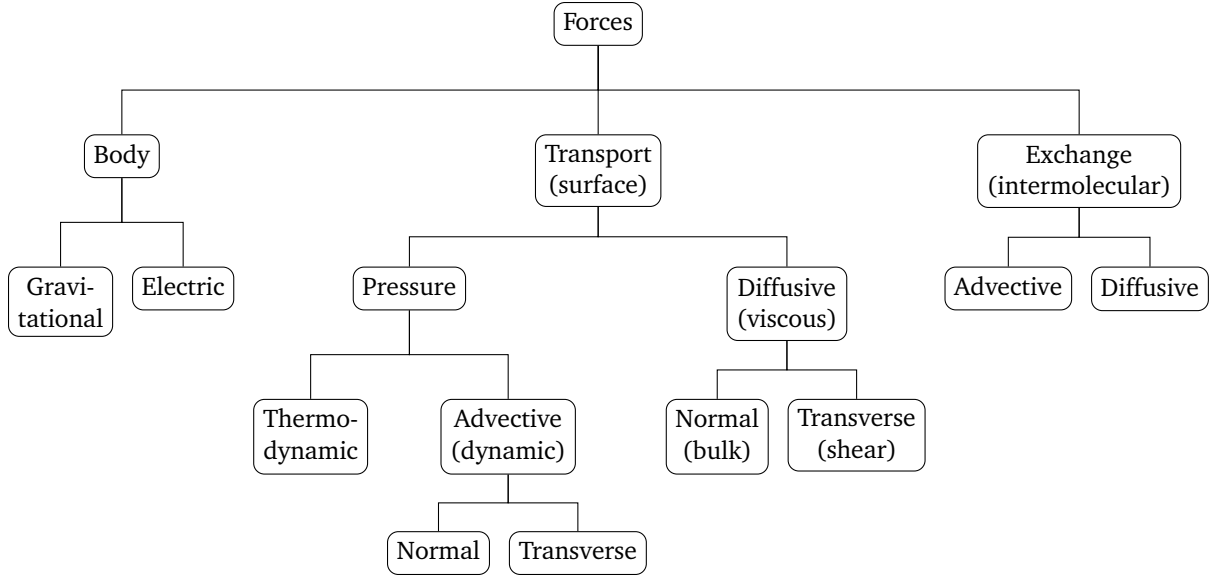 Forces
Body
Transport
(surface)
Exchange
(intermolecular)
Gravi-
tational
Electric
Pressure
Diffusive
(viscous)
Advective
Diffusive
Thermo-
dynamic
Advective
(dynamic)
Normal
(bulk)
Transverse
(shear)
Normal
Transverse